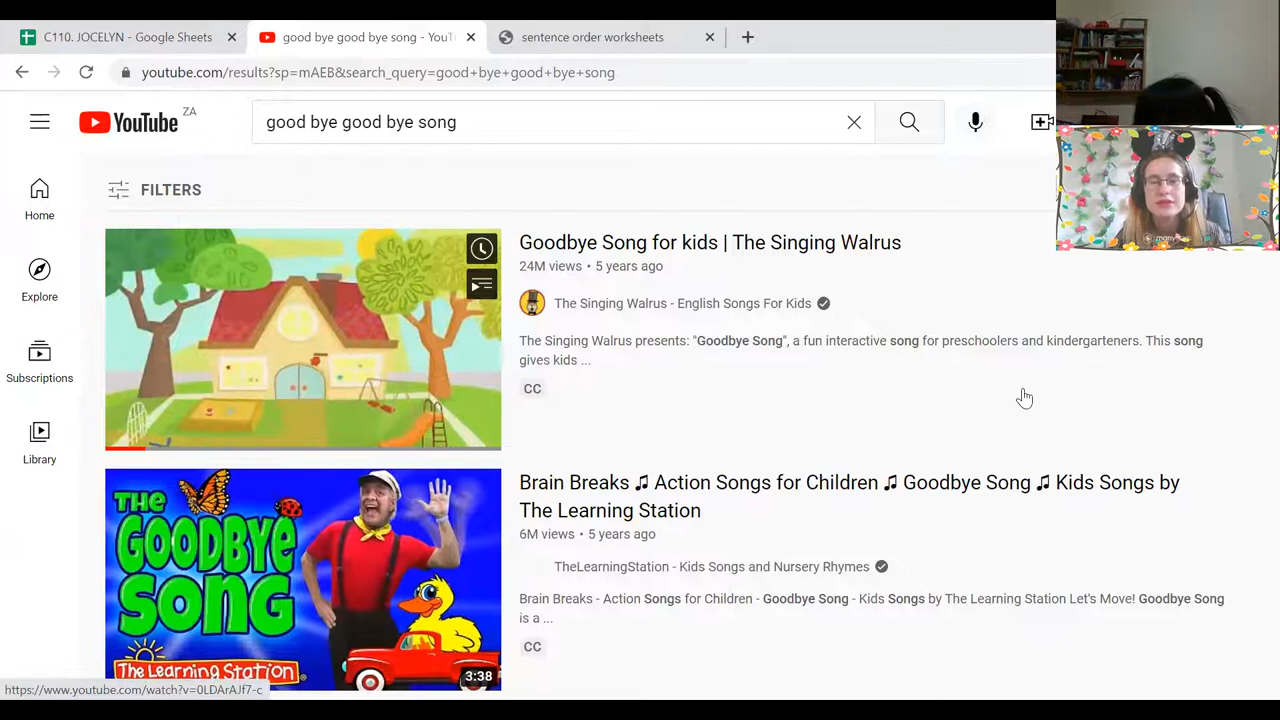 C110. JOCELYN - Google Sheets
good bye good bye song - YouT
sentence order worksheets
youtube.com/results?sp=mAEB&search_query=good+bye+good+bye+song
YouTube ZA
good bye good bye song
FILTERS
Home
Explore
Subscriptions
Library
Goodbye Song for kids | The Singing Walrus
24M views • 5 years ago
The Singing Walrus - English Songs For Kids
The Singing Walrus presents: "Goodbye Song", a fun interactive song for preschoolers and kindergarteners. This song
gives kids ...
CC
THE
GOODBYE
SONG
The Learning Station
3:38
Brain Breaks ♫ Action Songs for Children ♫ Goodbye Song ♫ Kids Songs by
The Learning Station
6M views • 5 years ago
TheLearningStation - Kids Songs and Nursery Rhymes
Brain Breaks - Action Songs for Children - Goodbye Song - Kids Songs by The Learning Station Let's Move! Goodbye Song
is a ...
CC
https://www.youtube.com/watch?v=0LDArAJf7-c